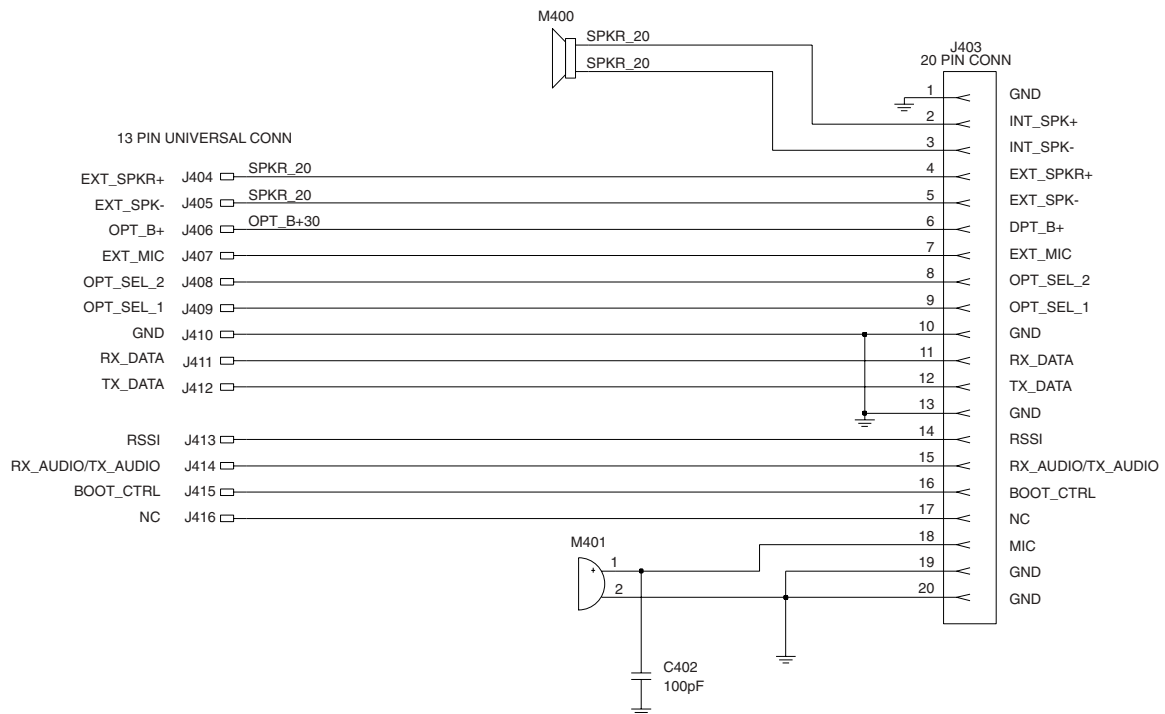 M400
SPKR_20
SPKR_20
J403
20 PIN CONN
1 GND
2 INT_SPK+
3 INT_SPK-
13 PIN UNIVERSAL CONN
EXT_SPKR+ J404 SPKR_20 4 EXT_SPKR+
EXT_SPK- J405 SPKR_20 5 EXT_SPK-
OPT_B+ J406 OPT_B+30 6 DPT_B+
EXT_MIC J407 7 EXT_MIC
OPT_SEL_2 J408 8 OPT_SEL_2
OPT_SEL_1 J409 9 OPT_SEL_1
GND J410 10 GND
RX_DATA J411 11 RX_DATA
TX_DATA J412 12 TX_DATA
13 GND
RSSI J413 14 RSSI
RX_AUDIO/TX_AUDIO J414 15 RX_AUDIO/TX_AUDIO
BOOT_CTRL J415 16 BOOT_CTRL
NC J416 17 NC
M401
18 MIC
+ 1 19 GND
2 20 GND
C402
100pF